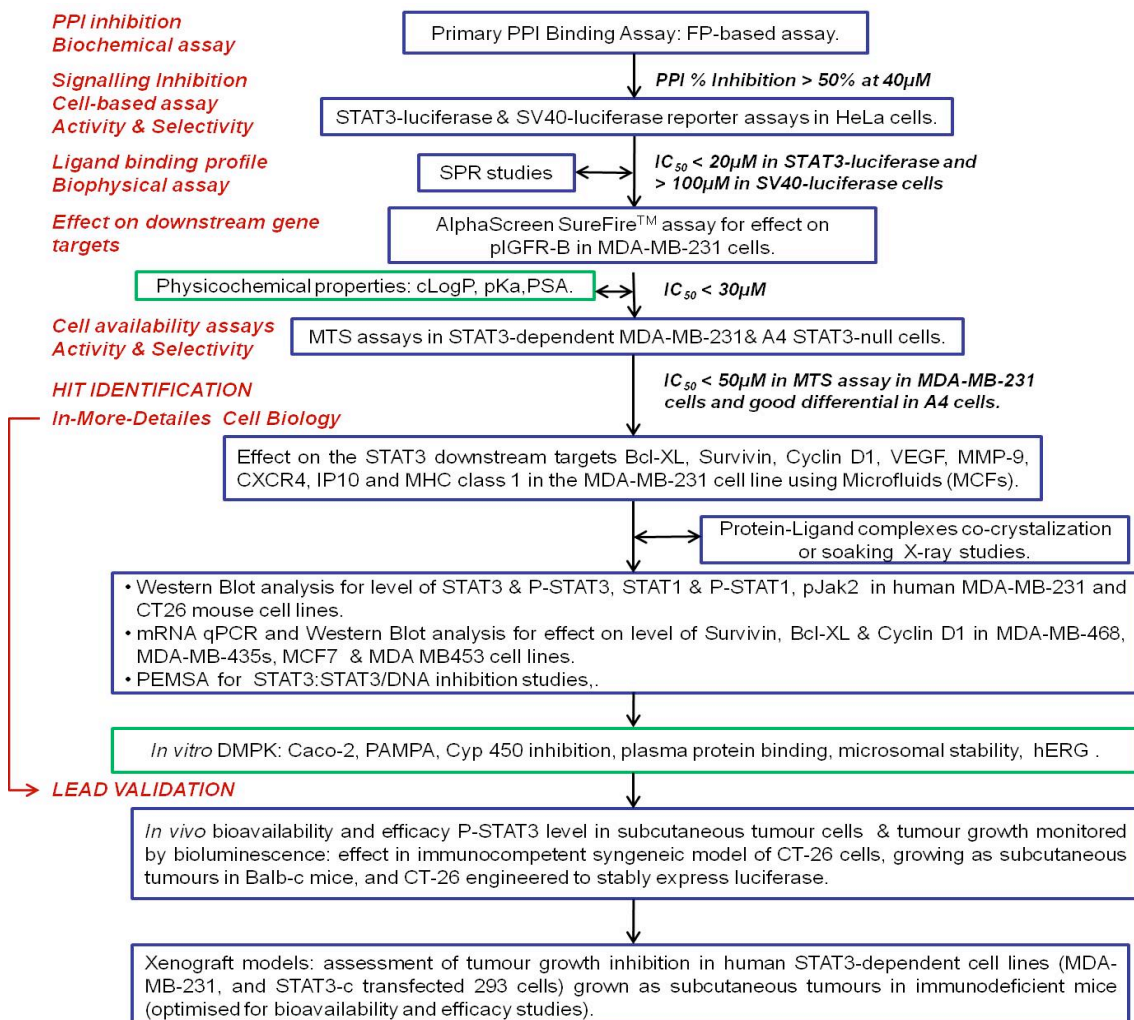 PPI inhibition
Biochemical assay
Primary PPI Binding Assay: FP-based assay.
Signalling Inhibition
Cell-based assay
Activity & Selectivity
PPI % Inhibition > 50% at 40µM
STAT3-luciferase & SV40-luciferase reporter assays in HeLa cells.
Ligand binding profile
Biophysical assay
SPR studies
IC50 < 20µM in STAT3-luciferase and
> 100µM in SV40-luciferase cells
Effect on downstream gene
targets
AlphaScreen SureFire™ assay for effect on
pIGFR-B in MDA-MB-231 cells.
Physicochemical properties: cLogP, pKa,PSA.
IC50 < 30µM
Cell availability assays
Activity & Selectivity
MTS assays in STAT3-dependent MDA-MB-231& A4 STAT3-null cells.
HIT IDENTIFICATION
IC50 < 50µM in MTS assay in MDA-MB-231
cells and good differential in A4 cells.
In-More-Detailes Cell Biology
Effect on the STAT3 downstream targets Bcl-XL, Survivin, Cyclin D1, VEGF, MMP-9,
CXCR4, IP10 and MHC class 1 in the MDA-MB-231 cell line using Microfluids (MCFs).
Protein-Ligand complexes co-crystalization
or soaking X-ray studies.
• Western Blot analysis for level of STAT3 & P-STAT3, STAT1 & P-STAT1, pJak2 in human MDA-MB-231 and
CT26 mouse cell lines.
• mRNA qPCR and Western Blot analysis for effect on level of Survivin, Bcl-XL & Cyclin D1 in MDA-MB-468,
MDA-MB-435s, MCF7 & MDA MB453 cell lines.
• PEMSA for STAT3:STAT3/DNA inhibition studies,.
In vitro DMPK: Caco-2, PAMPA, Cyp 450 inhibition, plasma protein binding, microsomal stability, hERG .
LEAD VALIDATION
In vivo bioavailability and efficacy P-STAT3 level in subcutaneous tumour cells & tumour growth monitored
by bioluminescence: effect in immunocompetent syngeneic model of CT-26 cells, growing as subcutaneous
tumours in Balb-c mice, and CT-26 engineered to stably express luciferase.
Xenograft models: assessment of tumour growth inhibition in human STAT3-dependent cell lines (MDA-
MB-231, and STAT3-c transfected 293 cells) grown as subcutaneous tumours in immunodeficient mice
(optimised for bioavailability and efficacy studies).